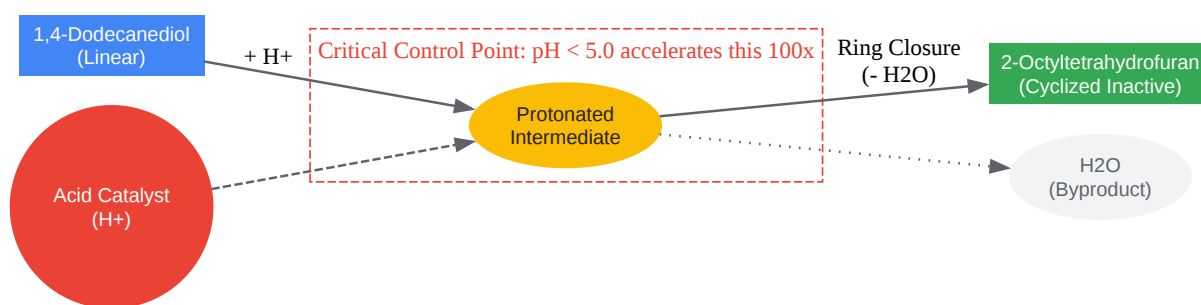 1,4-Dodecanediol
(Linear)
+ H+
Critical Control Point: pH < 5.0 accelerates this 100x
Ring Closure
(- H2O)
2-Octyltetrahydrofuran
(Cyclized Inactive)
Protonated
Intermediate
Acid Catalyst
(H+)
H2O
(Byproduct)